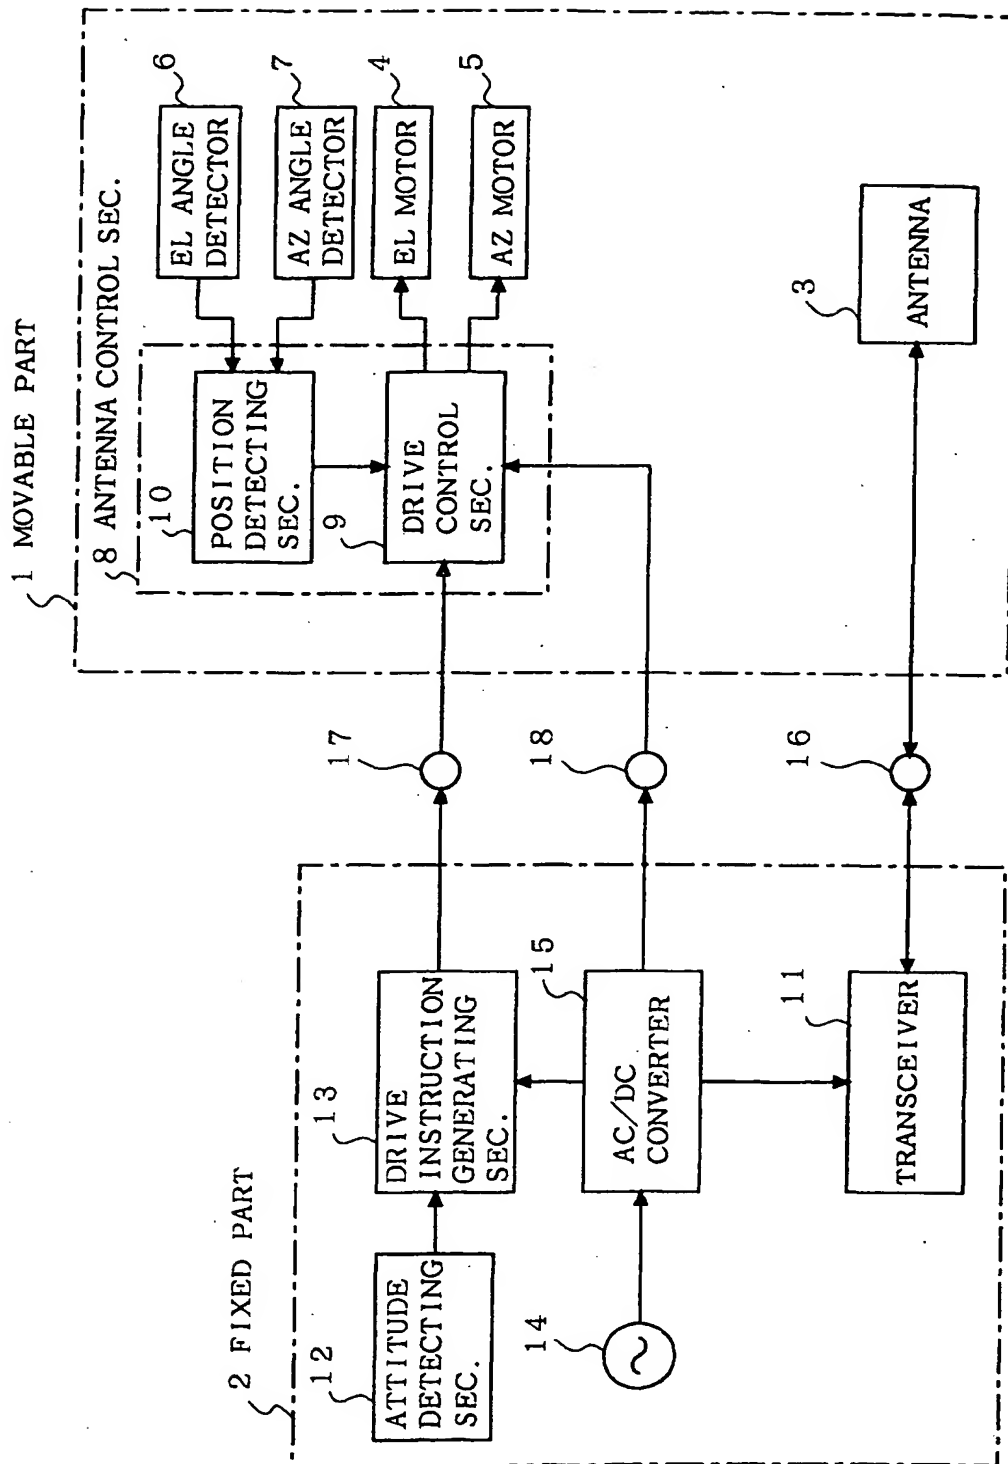 1 MOVABLE PART
8 ANTENNA CONTROL SEC.
6
EL ANGLE
DETECTOR
7
AZ ANGLE
DETECTOR
4
EL MOTOR
5
AZ MOTOR
10
POSITION
DETECTING
SEC.
9
DRIVE
CONTROL
SEC.
3
ANTENNA
17
18
16
2 FIXED PART
12
ATTITUDE
DETECTING
SEC.
13
DRIVE
INSTRUCTION
GENERATING
SEC.
14
15
AC/DC
CONVERTER
11
TRANSCEIVER